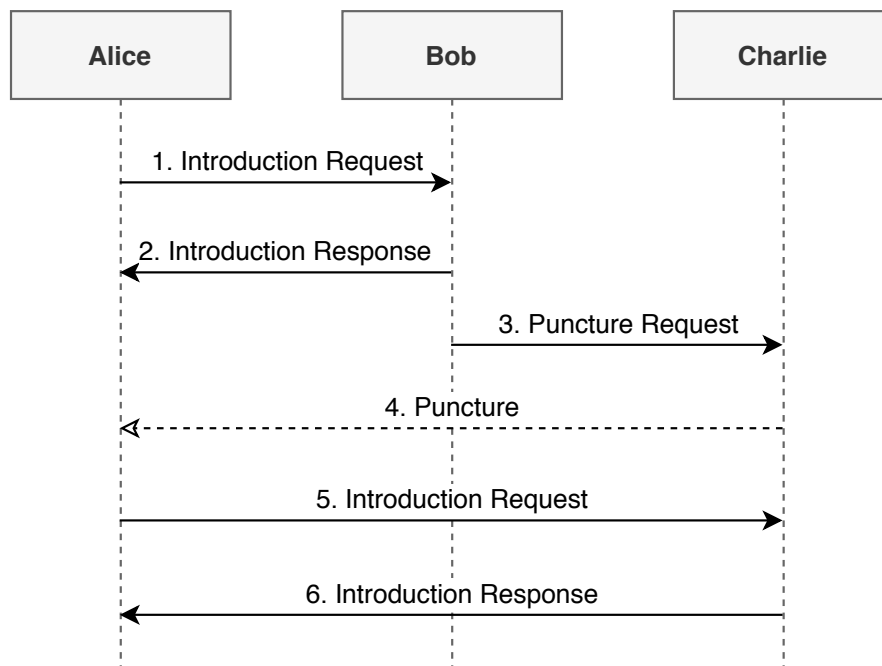 Alice
Bob
Charlie
1. Introduction Request
2. Introduction Response
3. Puncture Request
4. Puncture
5. Introduction Request
6. Introduction Response